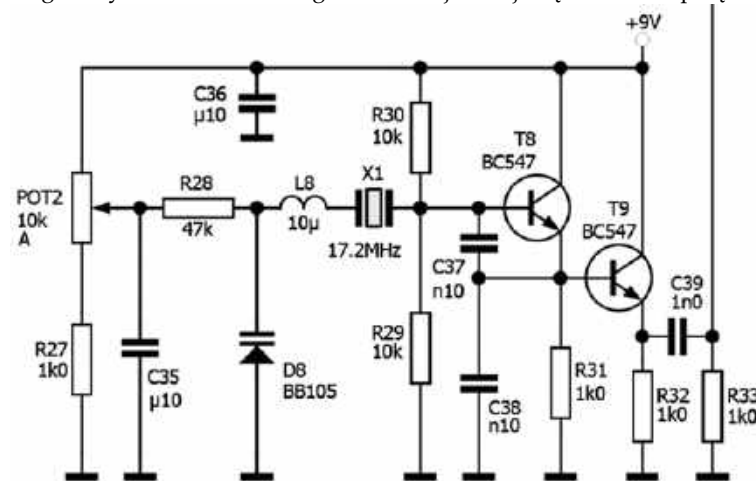 +9V
C36
µ10
R30
10k
T8
BC547
POT2
10k
A
R28
47k
L8
10µ
X1
17.2MHz
T9
BC547
C37
n10
C39
1n0
R27
1k0
C35
µ10
D8
BB105
R29
10k
C38
n10
R31
1k0
R32
1k0
R33
1k0